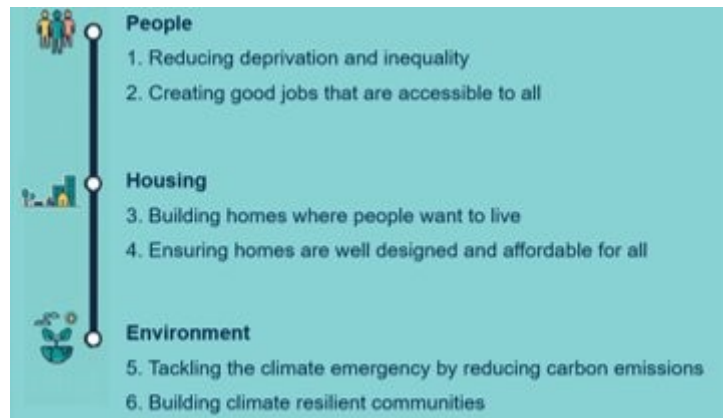 People
1. Reducing deprivation and inequality
2. Creating good jobs that are accessible to all
Housing
3. Building homes where people want to live
4. Ensuring homes are well designed and affordable for all
Environment
5. Tackling the climate emergency by reducing carbon emissions
6. Building climate resilient communities